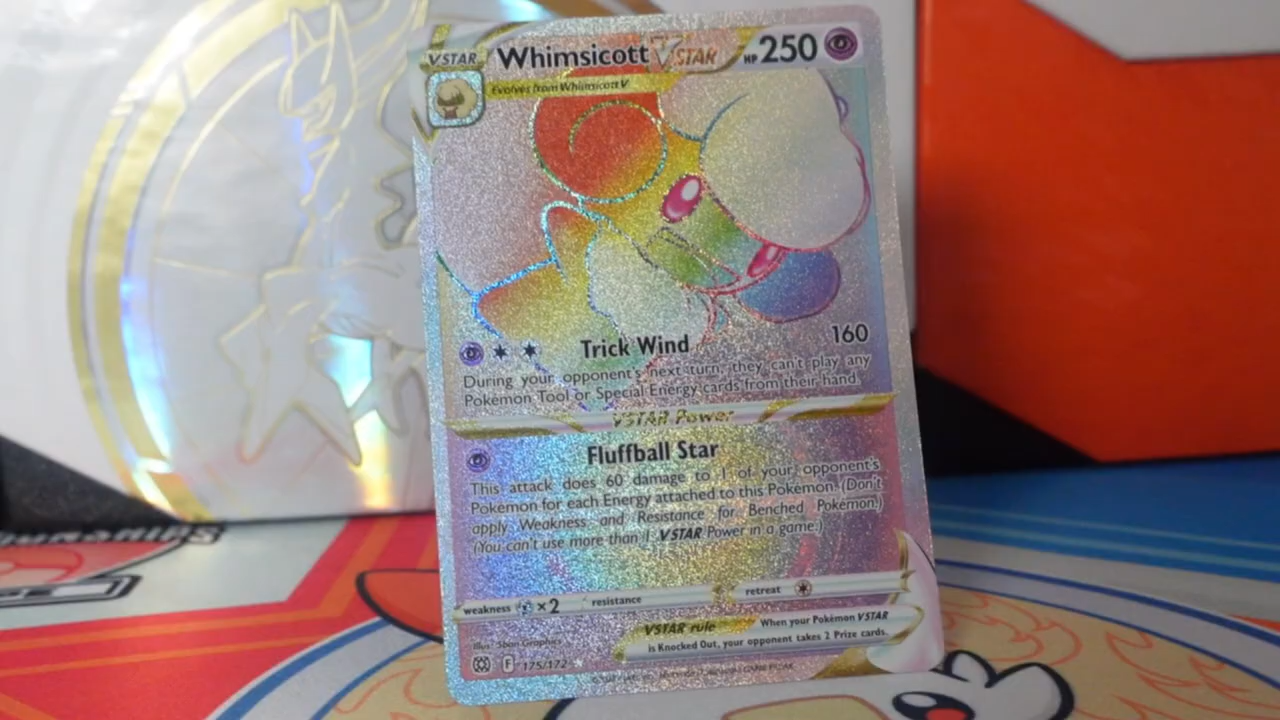 VSTAR Whimsicott VSTAR HP 250
Evolves from Whimsicott V
Trick Wind 160
During your opponent's next turn, they can't play any
Pokémon Tool or Special Energy cards from their hand.
VSTAR Power
Fluffball Star
This attack does 60 damage to 1 of your opponent's
Pokémon for each Energy attached to this Pokémon. (Don't
apply Weakness and Resistance for Benched Pokémon.)
(You can't use more than 1 VSTAR Power in a game.)
weakness ×2 resistance retreat
VSTAR rule When your Pokémon VSTAR
is Knocked Out, your opponent takes 2 Prize cards.
Illus. 5ban Graphics
F 175/172